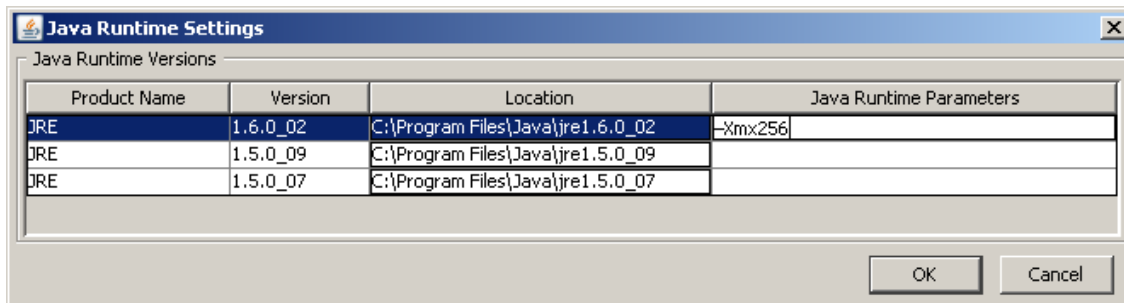 Java Runtime Settings
Java Runtime Versions
Product Name Version Location Java Runtime Parameters
JRE 1.6.0_02 C:\Program Files\Java\jre1.6.0_02 -Xmx256
JRE 1.5.0_09 C:\Program Files\Java\jre1.5.0_09
JRE 1.5.0_07 C:\Program Files\Java\jre1.5.0_07
OK Cancel